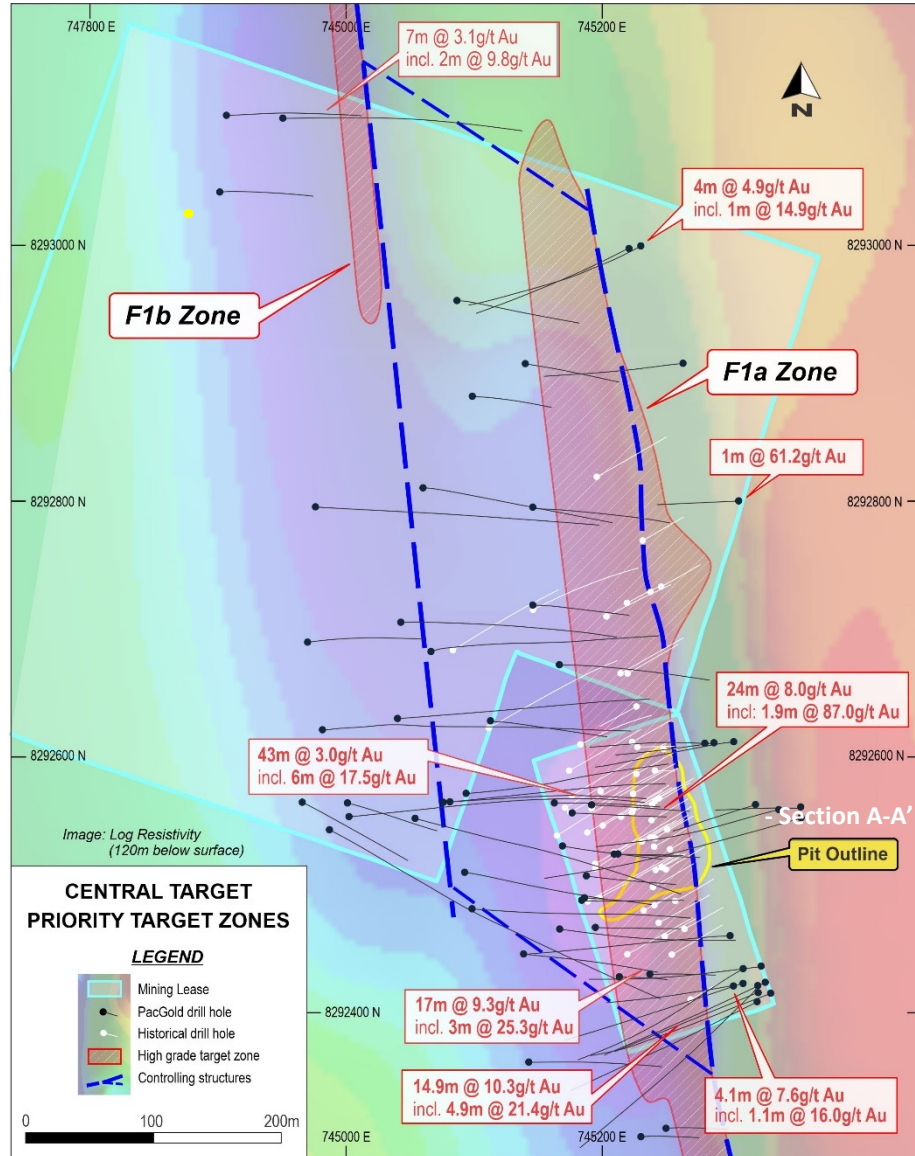 747800 E
745000 E
745200 E
7m @ 3.1g/t Au
incl. 2m @ 9.8g/t Au
N
4m @ 4.9g/t Au
incl. 1m @ 14.9g/t Au
8293000 N
8293000 N
F1b Zone
F1a Zone
1m @ 61.2g/t Au
8292800 N
8292800 N
24m @ 8.0g/t Au
incl: 1.9m @ 87.0g/t Au
43m @ 3.0g/t Au
incl. 6m @ 17.5g/t Au
8292600 N
8292600 N
- Section A-A’
Image: Log Resistivity
(120m below surface)
Pit Outline
CENTRAL TARGET
PRIORITY TARGET ZONES
LEGEND
Mining Lease
PacGold drill hole
Historical drill hole
High grade target zone
Controlling structures
0 100 200m
17m @ 9.3g/t Au
incl. 3m @ 25.3g/t Au
8292400 N
8292400 N
14.9m @ 10.3g/t Au
incl. 4.9m @ 21.4g/t Au
4.1m @ 7.6g/t Au
incl. 1.1m @ 16.0g/t Au
745000 E
745200 E